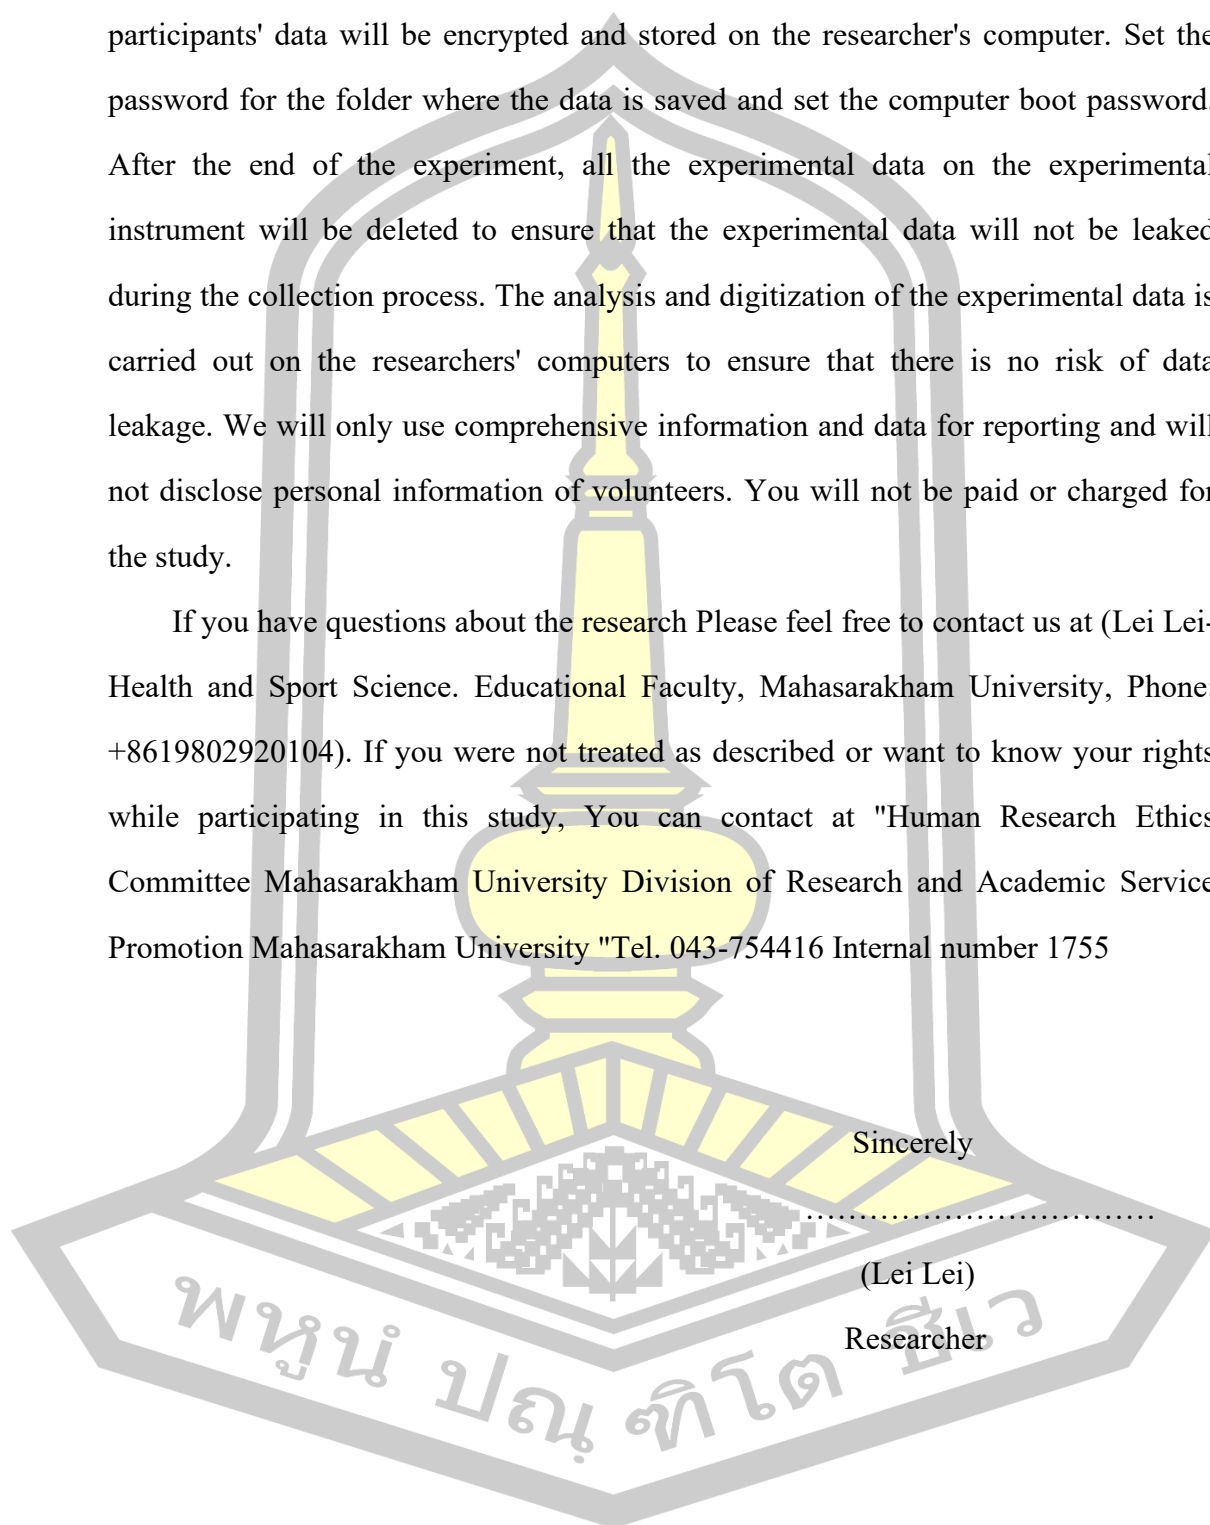 participants' data will be encrypted and stored on the researcher's computer. Set the
password for the folder where the data is saved and set the computer boot password.
After the end of the experiment, all the experimental data on the experimental
instrument will be deleted to ensure that the experimental data will not be leaked
during the collection process. The analysis and digitization of the experimental data is
carried out on the researchers' computers to ensure that there is no risk of data
leakage. We will only use comprehensive information and data for reporting and will
not disclose personal information of volunteers. You will not be paid or charged for
the study.
If you have questions about the research Please feel free to contact us at (Lei Lei-
Health and Sport Science. Educational Faculty, Mahasarakham University, Phone:
+8619802920104). If you were not treated as described or want to know your rights
while participating in this study, You can contact at "Human Research Ethics
Committee Mahasarakham University Division of Research and Academic Service
Promotion Mahasarakham University "Tel. 043-754416 Internal number 1755
Sincerely
.................................
(Lei Lei)
Researcher
พหูนํ ปณฺฑิโต ชีเว